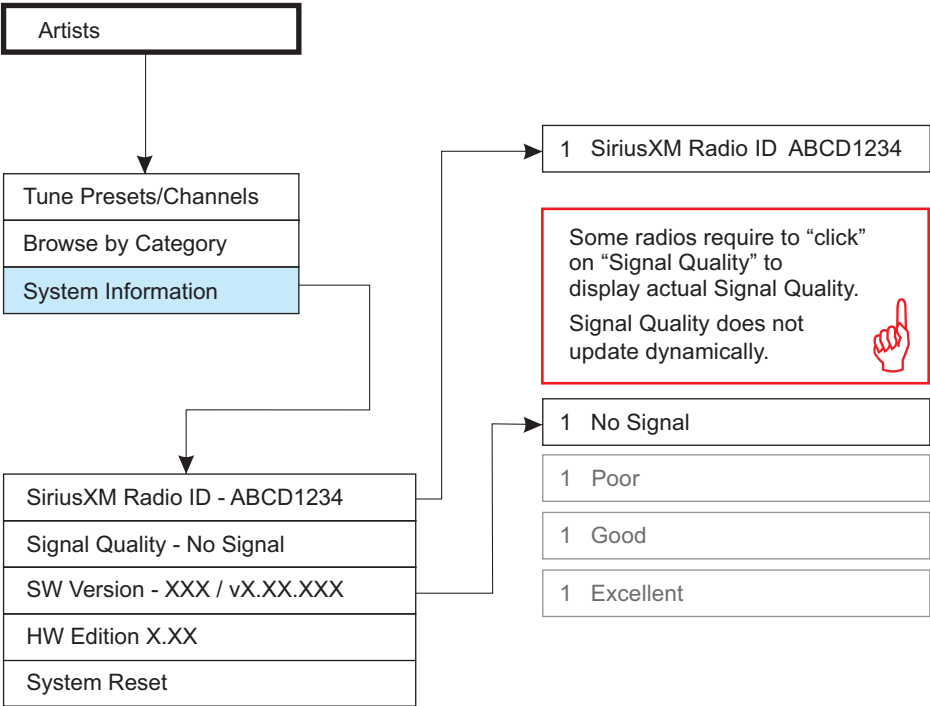 Artists
Tune Presets/Channels
Browse by Category
System Information
SiriusXM Radio ID - ABCD1234
Signal Quality - No Signal
SW Version - XXX / vX.XX.XXX
HW Edition X.XX
System Reset
1 SiriusXM Radio ID ABCD1234
Some radios require to “click”
on “Signal Quality” to
display actual Signal Quality.
Signal Quality does not
update dynamically.
1 No Signal
1 Poor
1 Good
1 Excellent